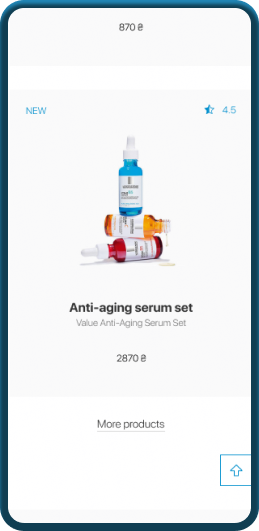 870 ₴
NEW
4.5
Anti-aging serum set
Value Anti-Aging Serum Set
2870 ₴
More products